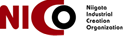 NICO
Niigata
Industrial
Creation
Organization